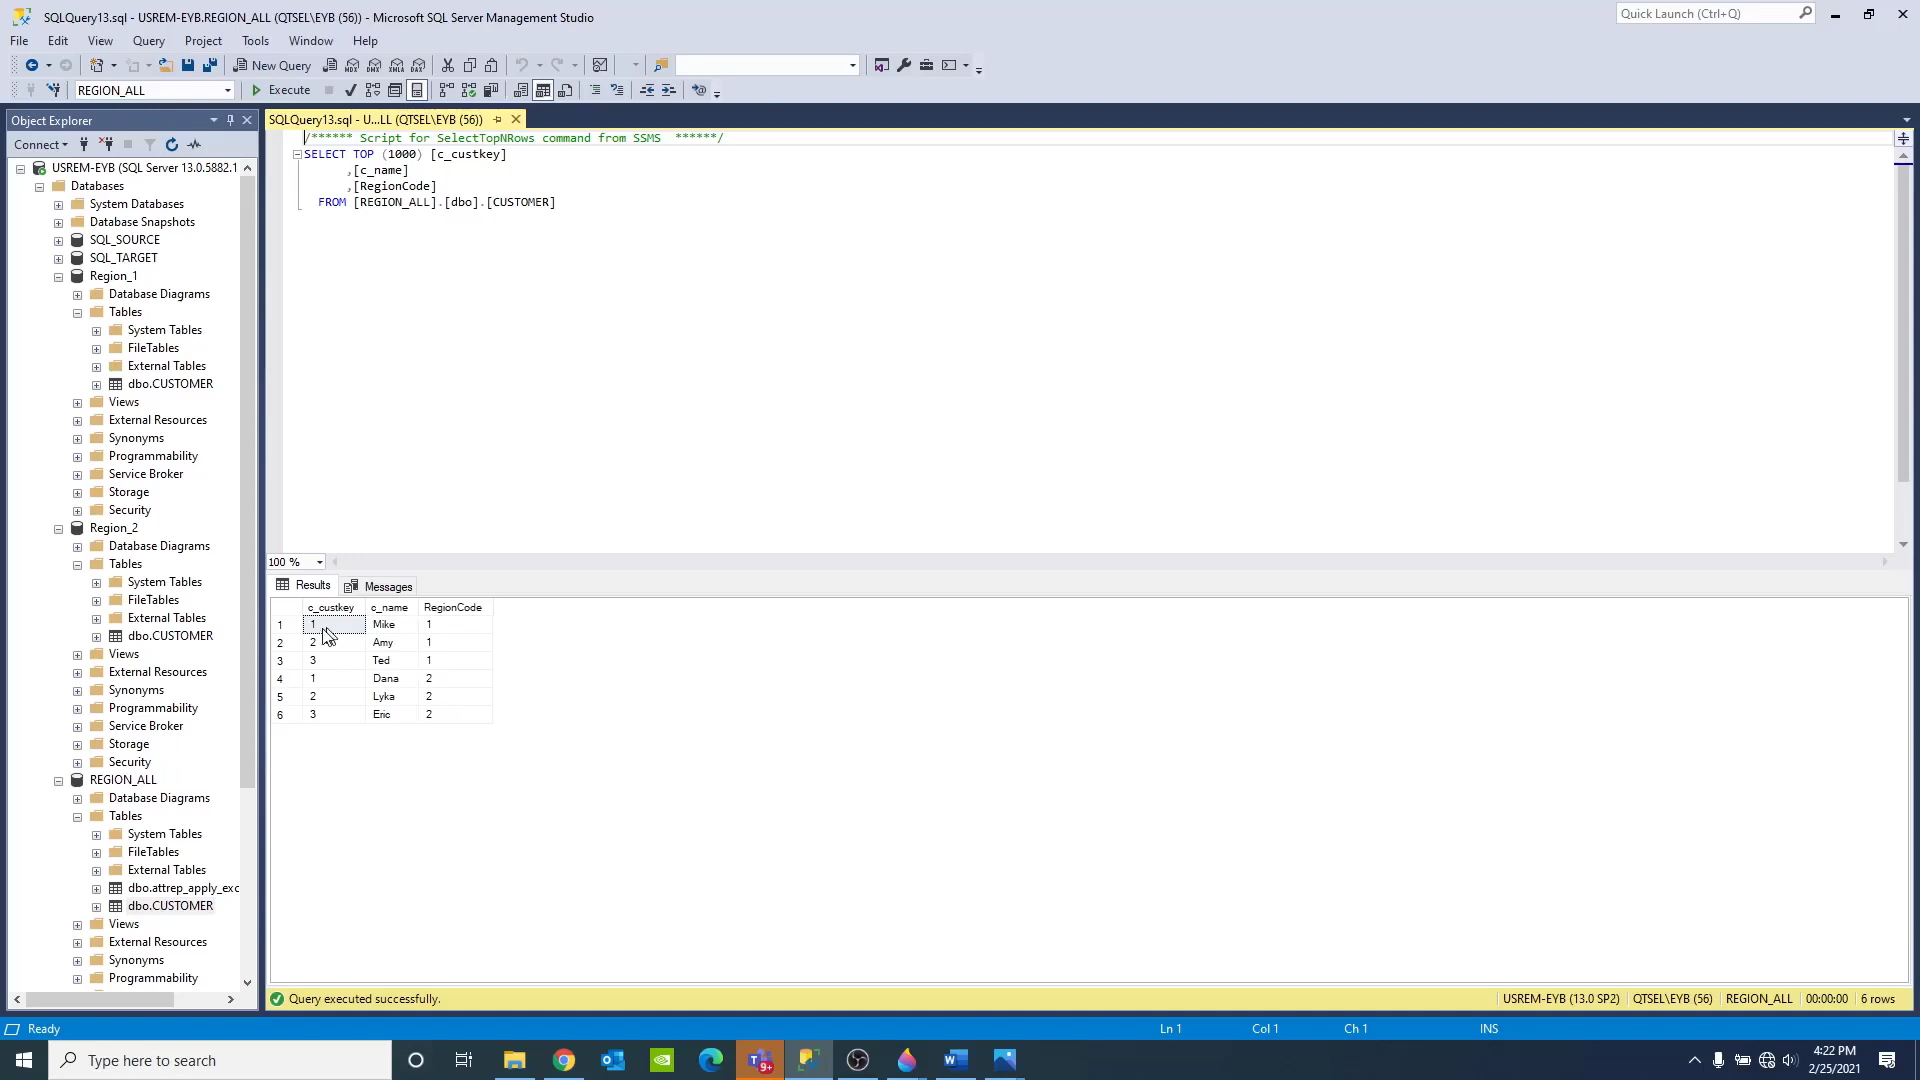 SQLQuery13.sql - USREM-EYB.REGION_ALL (QTSEL\EYB (56)) - Microsoft SQL Server Management Studio
Quick Launch (Ctrl+Q)
File Edit View Query Project Tools Window Help
New Query
REGION_ALL
Execute
Object Explorer
Connect
USREM-EYB (SQL Server 13.0.5882.1
Databases
System Databases
Database Snapshots
SQL_SOURCE
SQL_TARGET
Region_1
Database Diagrams
Tables
System Tables
FileTables
External Tables
dbo.CUSTOMER
Views
External Resources
Synonyms
Programmability
Service Broker
Storage
Security
Region_2
Database Diagrams
Tables
System Tables
FileTables
External Tables
dbo.CUSTOMER
Views
External Resources
Synonyms
Programmability
Service Broker
Storage
Security
REGION_ALL
Database Diagrams
Tables
System Tables
FileTables
External Tables
dbo.attrep_apply_exc
dbo.CUSTOMER
Views
External Resources
Synonyms
Programmability
SQLQuery13.sql - U...LL (QTSEL\EYB (56))
/****** Script for SelectTopNRows command from SSMS  ******/
SELECT TOP (1000) [c_custkey]
,[c_name]
,[RegionCode]
FROM [REGION_ALL].[dbo].[CUSTOMER]
100 %
Results Messages
c_custkey c_name RegionCode
1 1 Mike 1
2 2 Amy 1
3 3 Ted 1
4 1 Dana 2
5 2 Lyka 2
6 3 Eric 2
Query executed successfully.
USREM-EYB (13.0 SP2) QTSEL\EYB (56) REGION_ALL 00:00:00 6 rows
Ready
Ln 1 Col 1 Ch 1 INS
Type here to search
9+
4:22 PM
2/25/2021